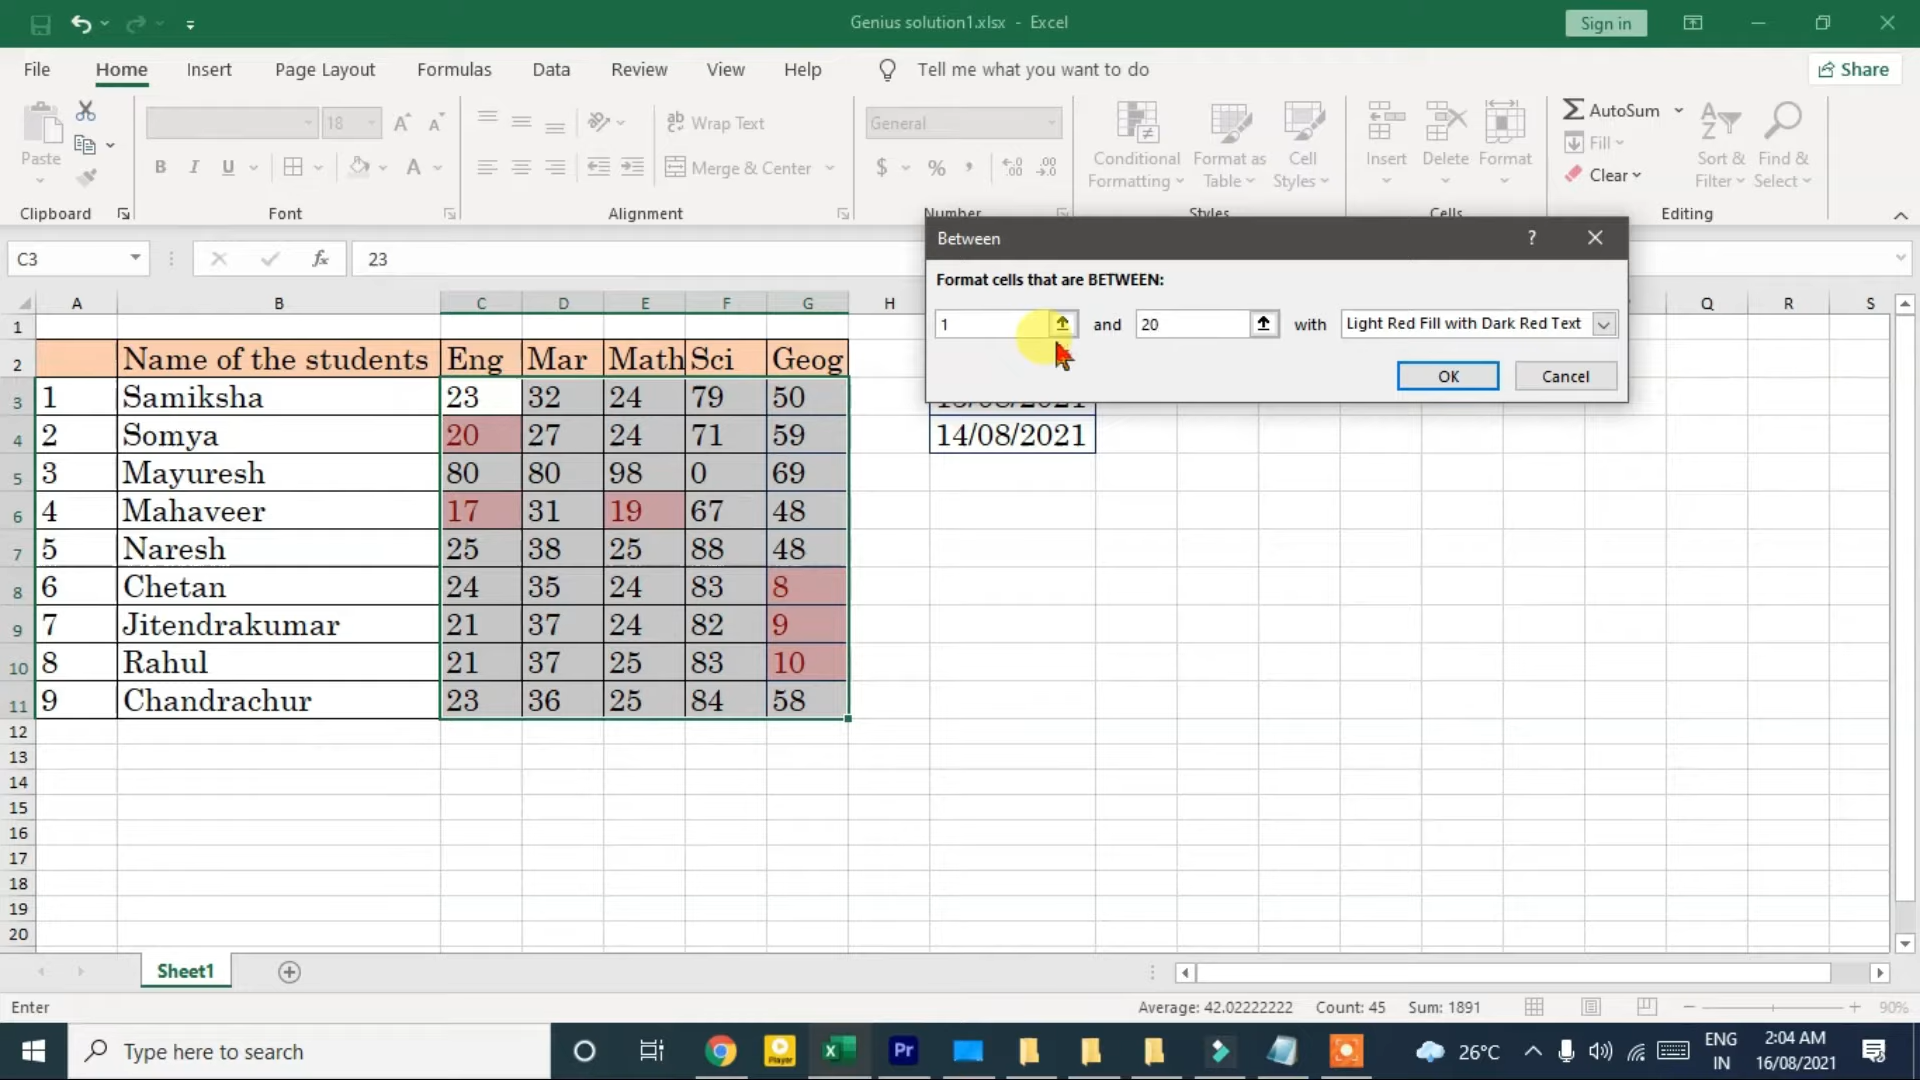 Genius solution1.xlsx - Excel
Sign in
File Home Insert Page Layout Formulas Data Review View Help Tell me what you want to do Share
Paste
18
Wrap Text
Merge & Center
General
Conditional Formatting
Format as Table
Cell Styles
Insert
Delete
Format
AutoSum
Fill
Clear
Sort & Filter
Find & Select
Clipboard Font Alignment Number Styles Cells Editing
C3 fx 23
Between ? ×
Format cells that are BETWEEN:
1 and 20 with Light Red Fill with Dark Red Text
OK Cancel
A B C D E F G H Q R S
1
2 Name of the students Eng Mar Math Sci Geog
3 1 Samiksha 23 32 24 79 50
4 2 Somya 20 27 24 71 59 14/08/2021
5 3 Mayuresh 80 80 98 0 69
6 4 Mahaveer 17 31 19 67 48
7 5 Naresh 25 38 25 88 48
8 6 Chetan 24 35 24 83 8
9 7 Jitendrakumar 21 37 24 82 9
10 8 Rahul 21 37 25 83 10
11 9 Chandrachur 23 36 25 84 58
12
13
14
15
16
17
18
19
20
Sheet1
Enter Average: 42.02222222 Count: 45 Sum: 1891 90%
Type here to search
Player
Pr
26°C
ENG
IN
2:04 AM
16/08/2021